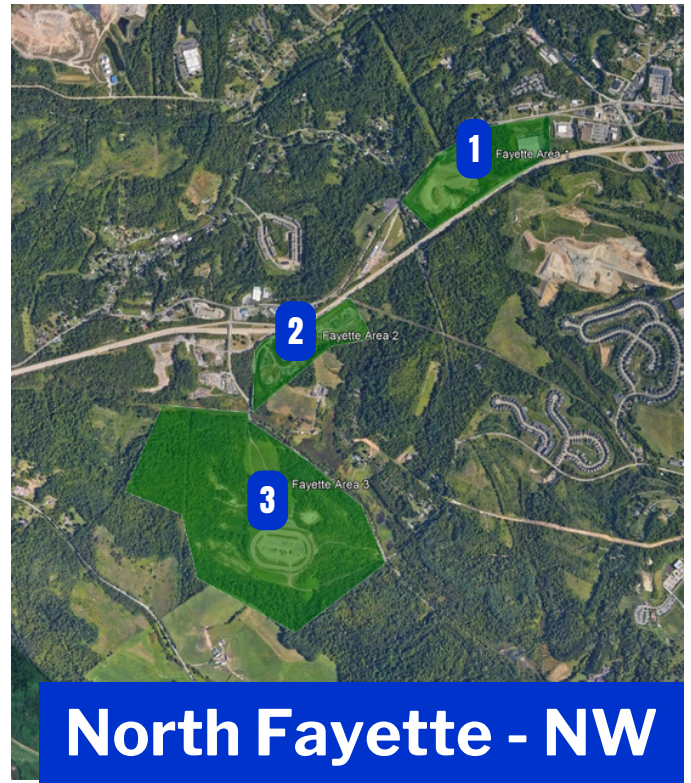 1
Fayette Area 1
2
Fayette Area 2
Fayette Area 3
3
North Fayette - NW